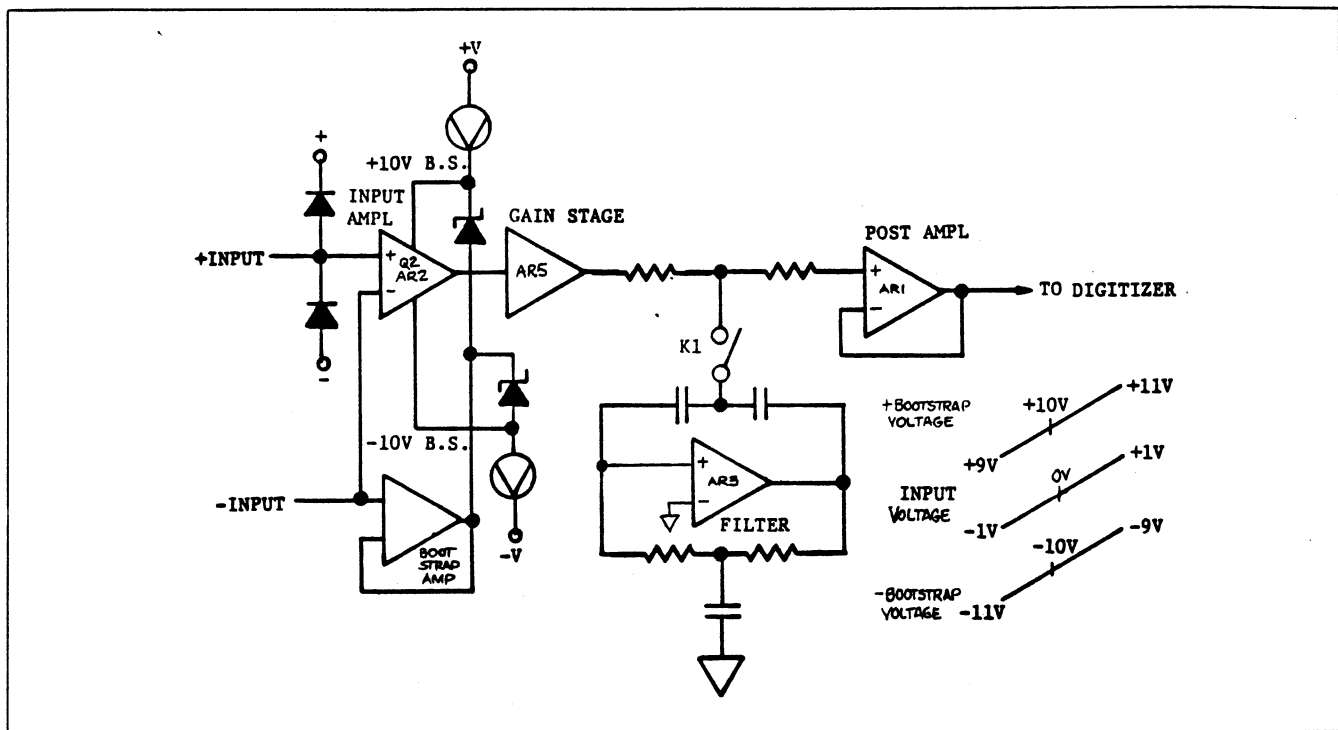 +V
+
+10V B.S.
INPUT
AMPL
GAIN STAGE
POST AMPL
+INPUT
+
Q2
AR2
-
AR5
+
AR1
-
TO DIGITIZER
-
K1
+BOOTSTRAP
VOLTAGE
+9V
+10V
+11V
-10V B.S.
-INPUT
BOOT
STRAP
AMP
-V
+
AR3
-
FILTER
INPUT
VOLTAGE
-1V
0V
+1V
-BOOTSTRAP
VOLTAGE
-11V
-10V
-9V